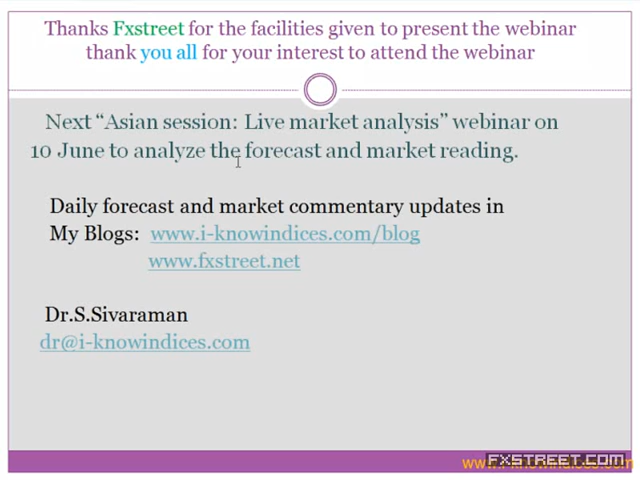 Thanks Fxstreet for the facilities given to present the webinar
thank you all for your interest to attend the webinar
Next “Asian session: Live market analysis” webinar on
10 June to analyze the forecast and market reading.
Daily forecast and market commentary updates in
My Blogs: www.i-knowindices.com/blog
www.fxstreet.net
Dr.S.Sivaraman
dr@i-knowindices.com
FXSTREET.COM